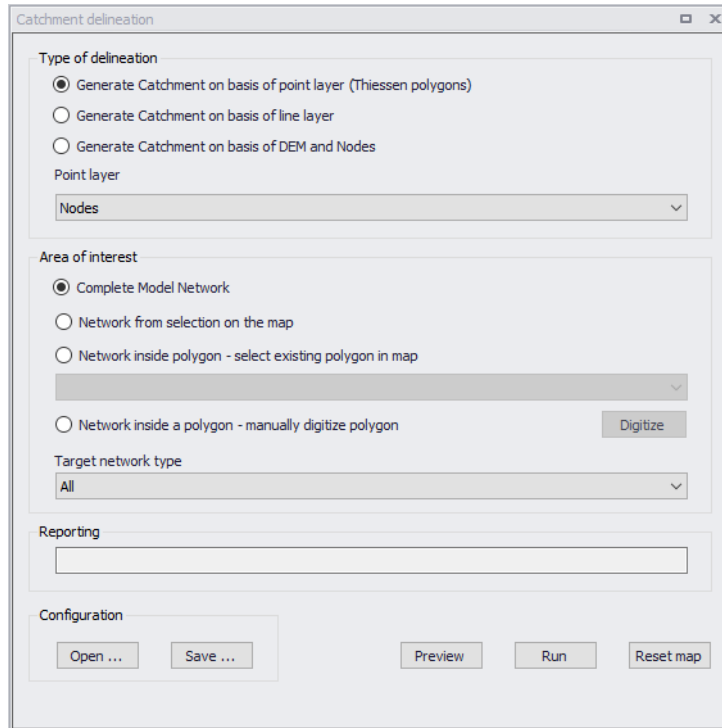 Catchment delineation
Type of delineation
Generate Catchment on basis of point layer (Thiessen polygons)
Generate Catchment on basis of line layer
Generate Catchment on basis of DEM and Nodes
Point layer
Nodes
Area of interest
Complete Model Network
Network from selection on the map
Network inside polygon - select existing polygon in map
Network inside a polygon - manually digitize polygon Digitize
Target network type
All
Reporting
Configuration
Open ... Save ... Preview Run Reset map